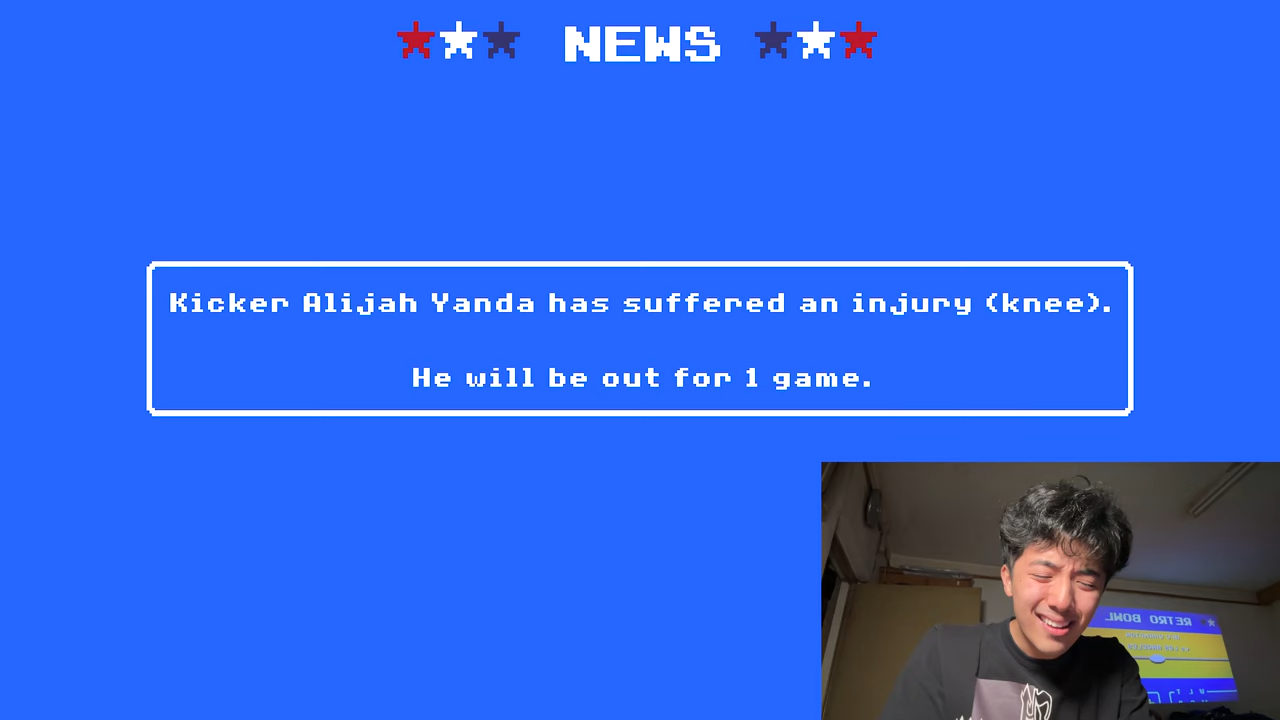 NEWS
Kicker Alijah Yanda has suffered an injury (knee).
He will be out for 1 game.
RETRO BOWL